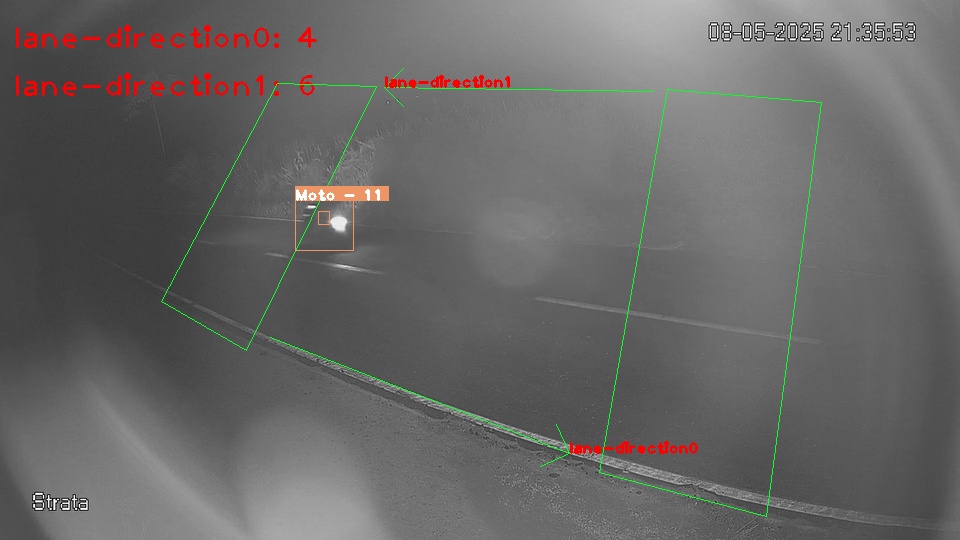 lane-direction0: 4
08-05-2025 21:35:53
lane-direction1: 6
lane-direction1
Moto - 11
lane-direction0
Strata